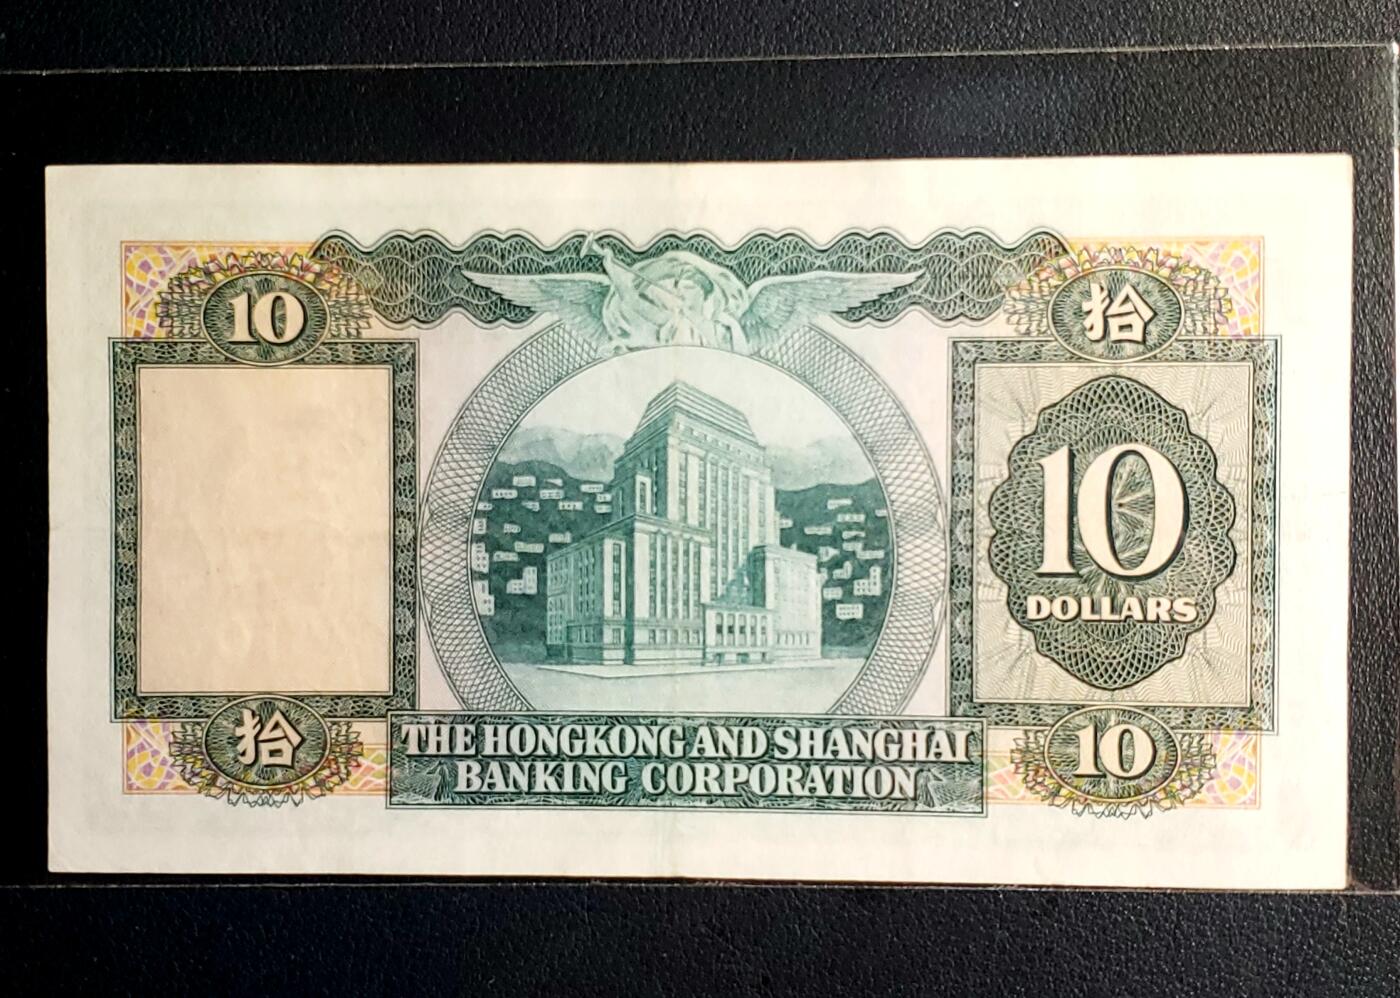 10
拾
10
DOLLARS
拾
10
THE HONGKONG AND SHANGHAI
BANKING CORPORATION